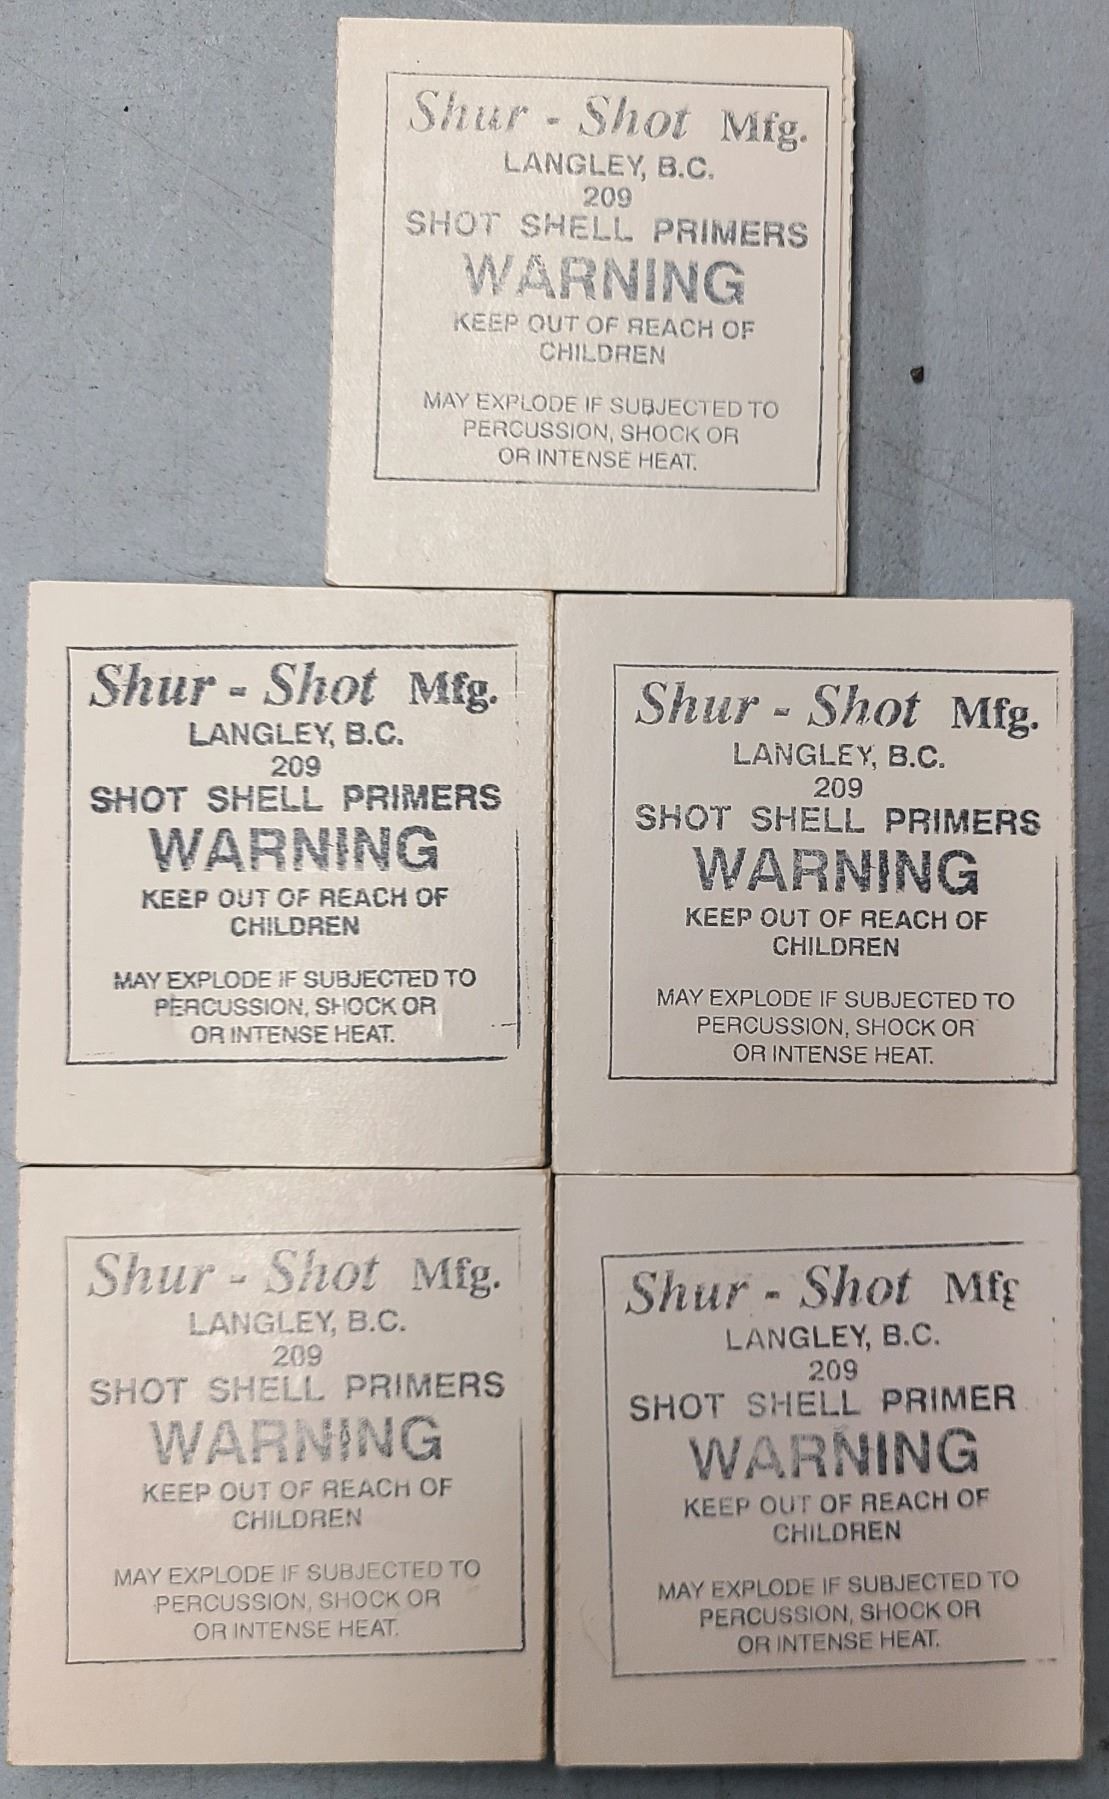 Shur - Shot Mfg.
LANGLEY, B.C.
209
SHOT SHELL PRIMERS
WARNING
KEEP OUT OF REACH OF
CHILDREN
MAY EXPLODE IF SUBJECTED TO
PERCUSSION, SHOCK OR
OR INTENSE HEAT.
Shur - Shot Mfg.
LANGLEY, B.C.
209
SHOT SHELL PRIMERS
WARNING
KEEP OUT OF REACH OF
CHILDREN
MAY EXPLODE IF SUBJECTED TO
PERCUSSION, SHOCK OR
OR INTENSE HEAT.
Shur - Shot Mfg.
LANGLEY, B.C.
209
SHOT SHELL PRIMERS
WARNING
KEEP OUT OF REACH OF
CHILDREN
MAY EXPLODE IF SUBJECTED TO
PERCUSSION, SHOCK OR
OR INTENSE HEAT.
Shur - Shot Mfg.
LANGLEY, B.C.
209
SHOT SHELL PRIMERS
WARNING
KEEP OUT OF REACH OF
CHILDREN
MAY EXPLODE IF SUBJECTED TO
PERCUSSION, SHOCK OR
OR INTENSE HEAT.
Shur - Shot Mfg
LANGLEY, B.C.
209
SHOT SHELL PRIMER
WARNING
KEEP OUT OF REACH OF
CHILDREN
MAY EXPLODE IF SUBJECTED TO
PERCUSSION, SHOCK OR
OR INTENSE HEAT.